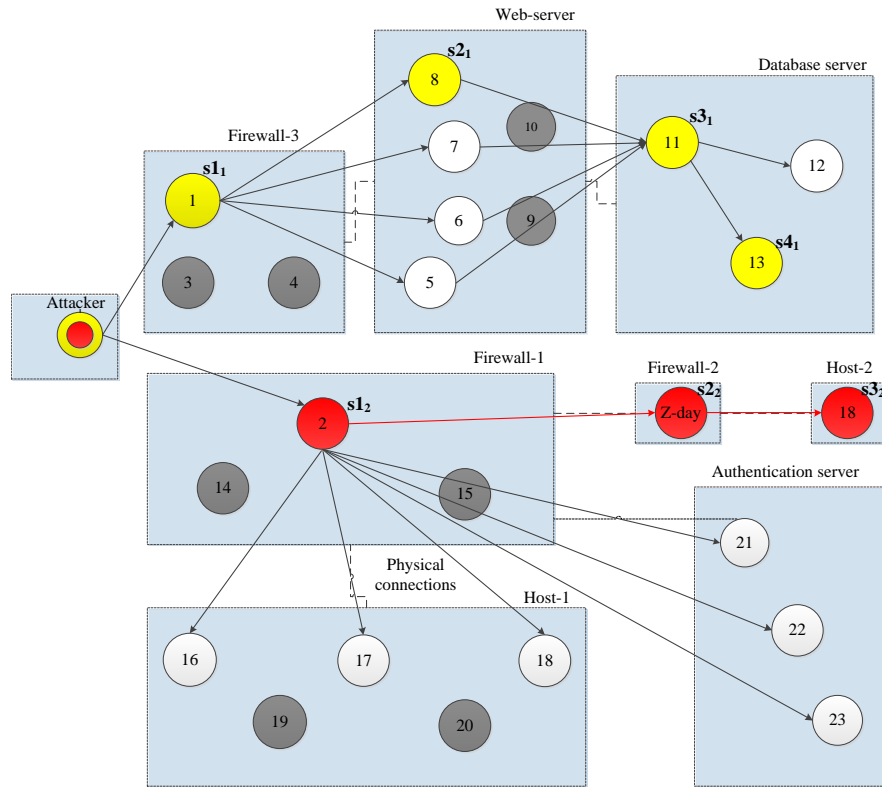 Web-server
s2₁
8
Database server
10
s3₁
Firewall-3
7
11
12
s1₁
1
6
9
s4₁
13
5
3
4
Attacker
Firewall-1
Firewall-2
Host-2
s1₂
s2₂
s3₂
2
Z-day
18
Authentication server
14
15
21
Physical
connections
Host-1
22
16
17
18
23
19
20